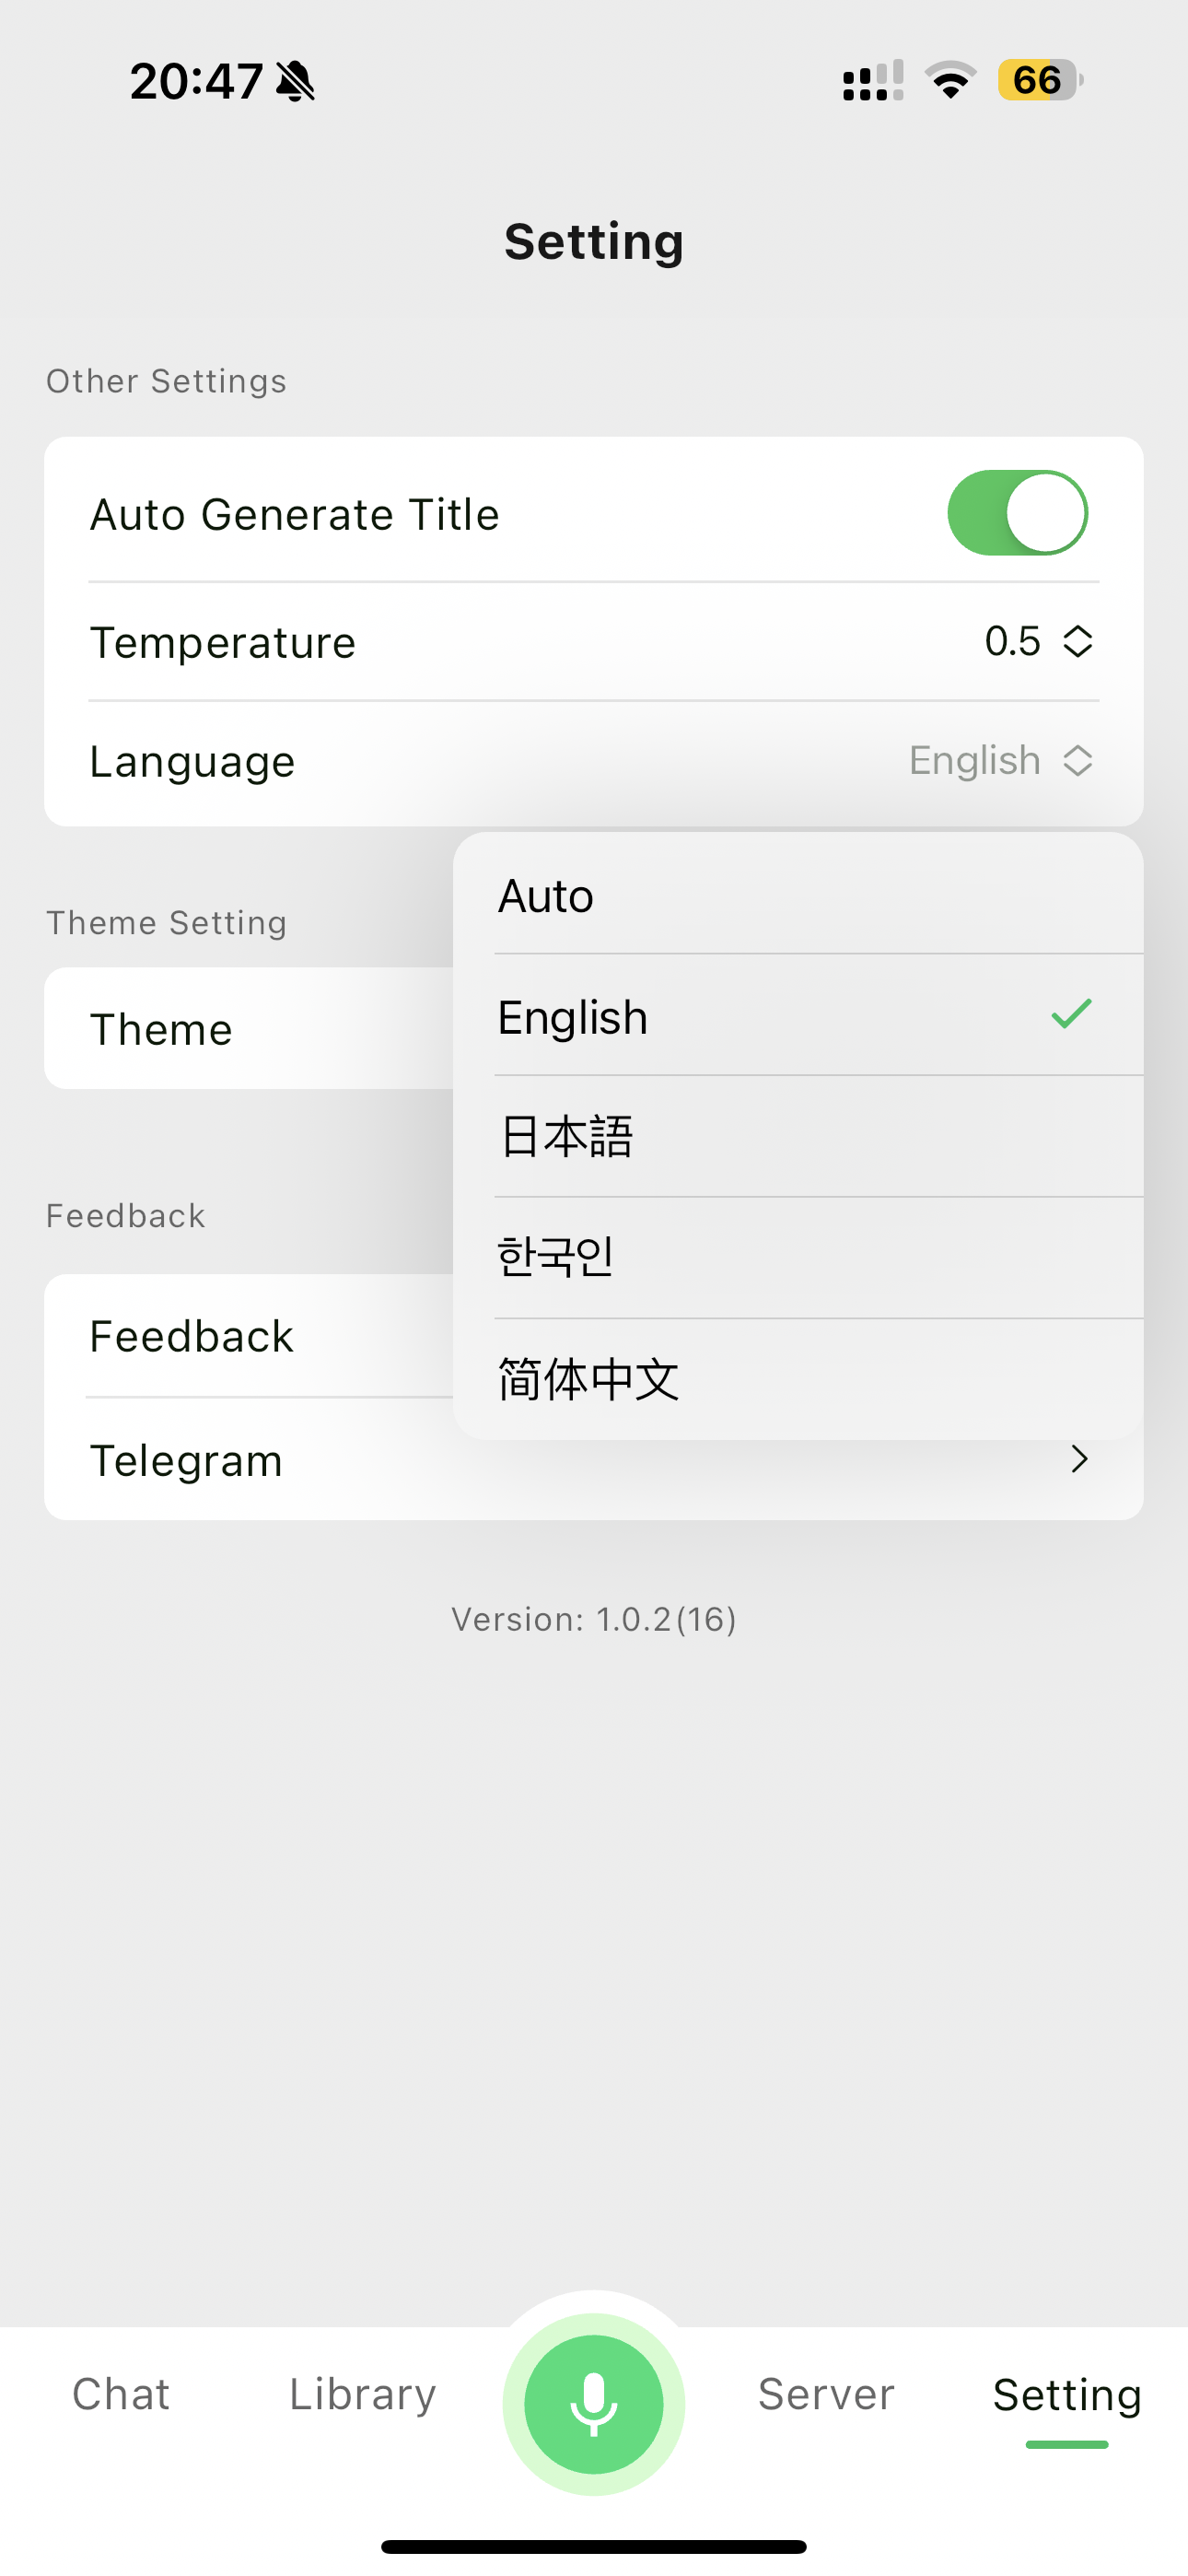 20:47
66
Setting
Other Settings
Auto Generate Title
Temperature 0.5
Language English
Auto
Theme Setting
English
Theme
日本語
Feedback
한국인
Feedback
简体中文
Telegram
Version: 1.0.2(16)
Chat Library Server Setting